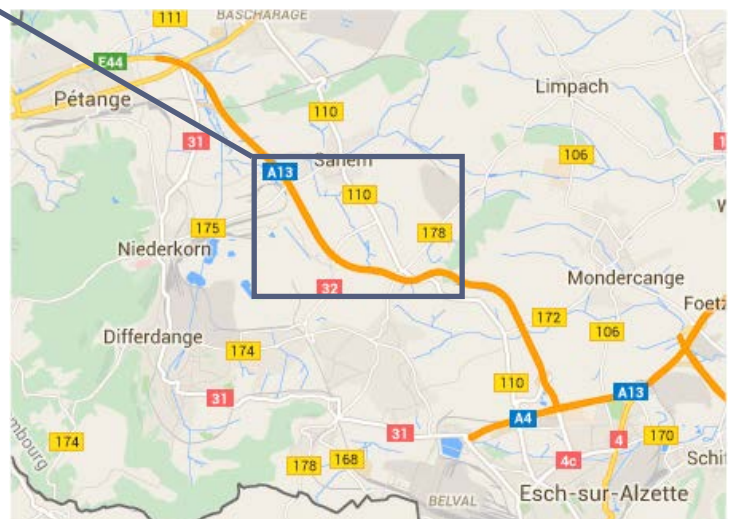 111
BASCHARAGE
E44
Pétange
Limpach
110
31
106
Sanem
A13
110
175
178
Niederkorn
32
Mondercange
Foetz
172
Differdange
106
174
110
31
A13
A4
174
31
4
170
178
168
4c
Schif
BELVAL
Esch-sur-Alzette